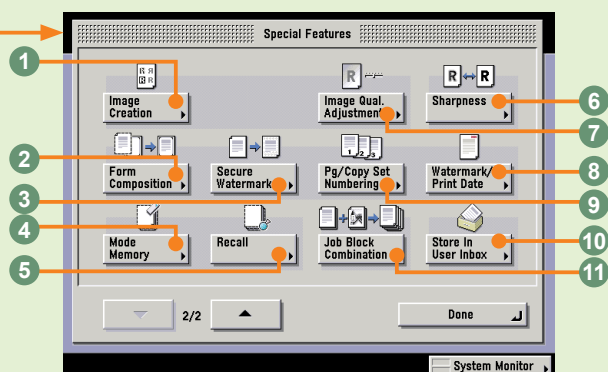 Special Features
1
Image
Creation
Image Qual.
Adjustment
Sharpness
6
7
2
Form
Composition
Secure
Watermark
Pg/Copy Set
Numbering
Watermark/
Print Date
8
3
9
4
Mode
Memory
Recall
Job Block
Combination
Store In
User Inbox
10
5
11
2/2
Done
System Monitor